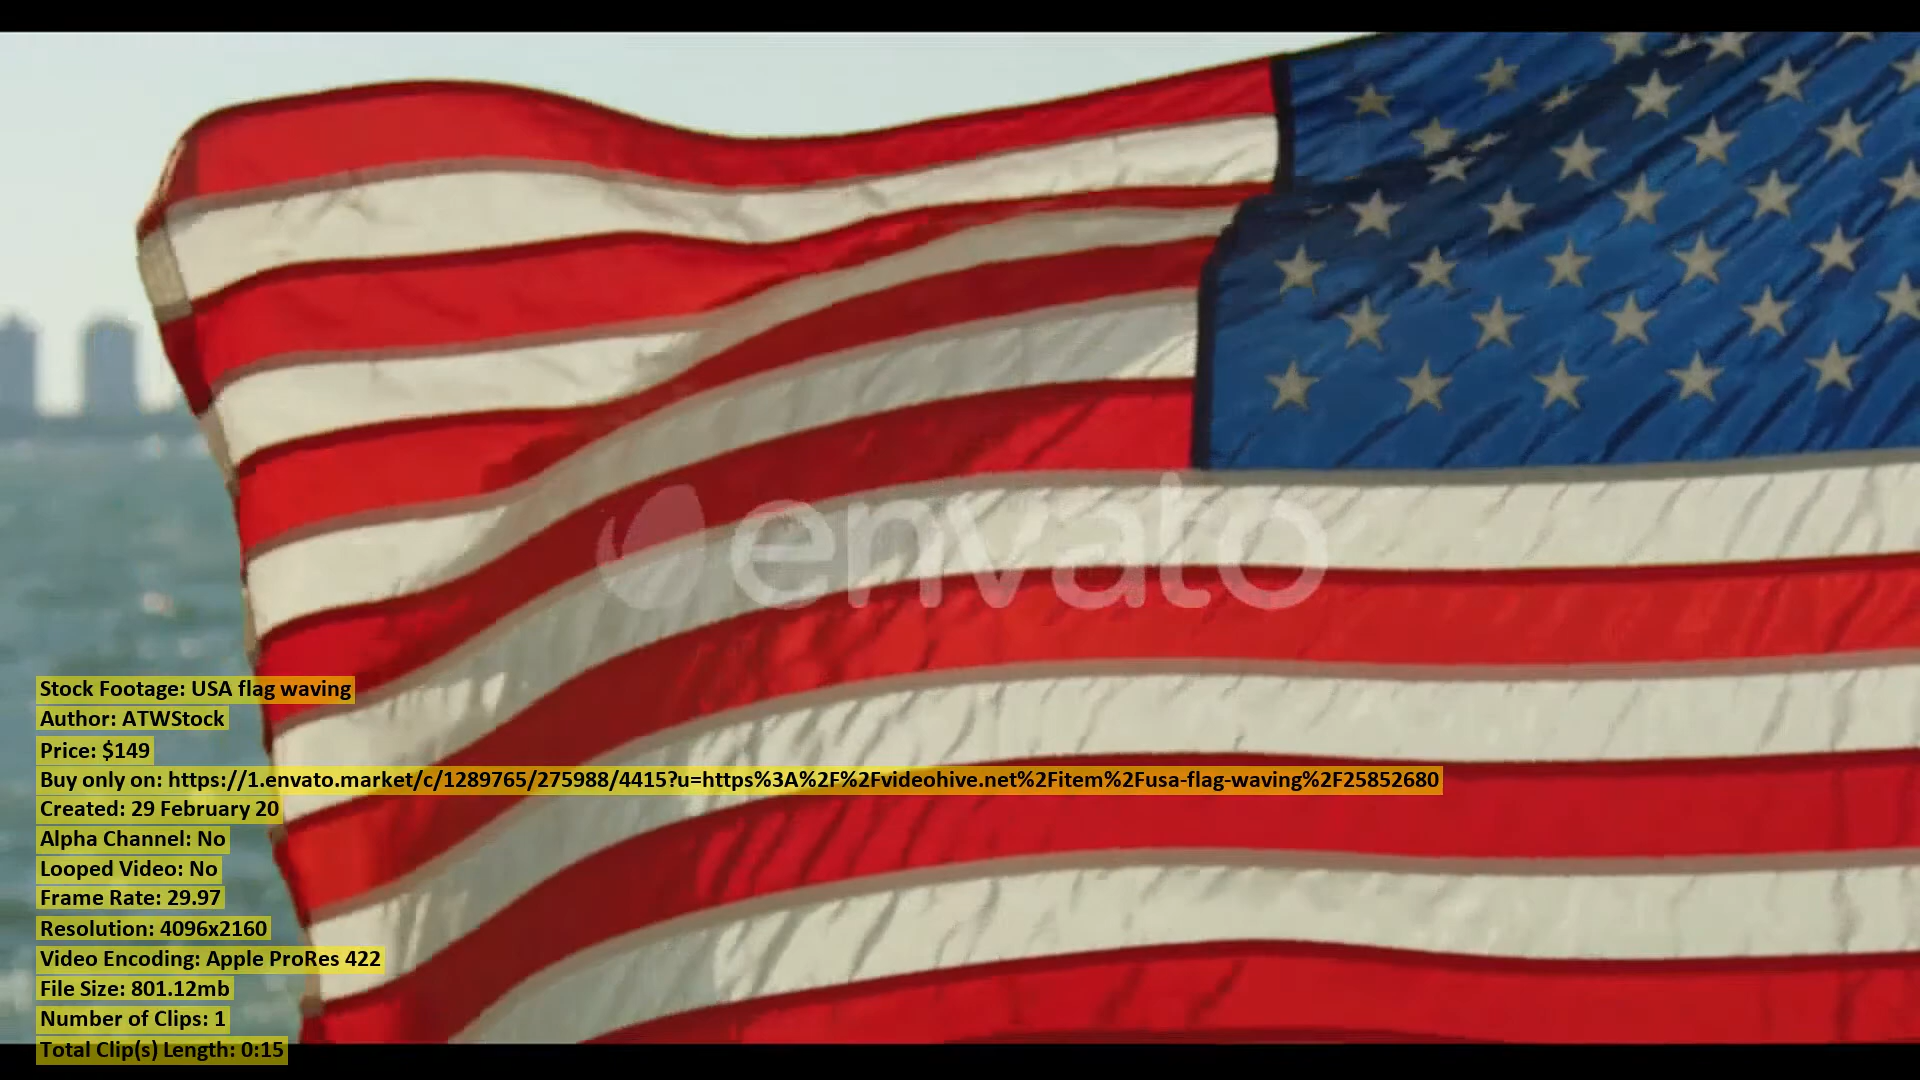 envato
Stock Footage: USA flag waving
Author: ATWStock
Price: $149
Buy only on: https://1.envato.market/c/1289765/275988/4415?u=https%3A%2F%2Fvideohive.net%2Fitem%2Fusa-flag-waving%2F25852680
Created: 29 February 20
Alpha Channel: No
Looped Video: No
Frame Rate: 29.97
Resolution: 4096x2160
Video Encoding: Apple ProRes 422
File Size: 801.12mb
Number of Clips: 1
Total Clip(s) Length: 0:15